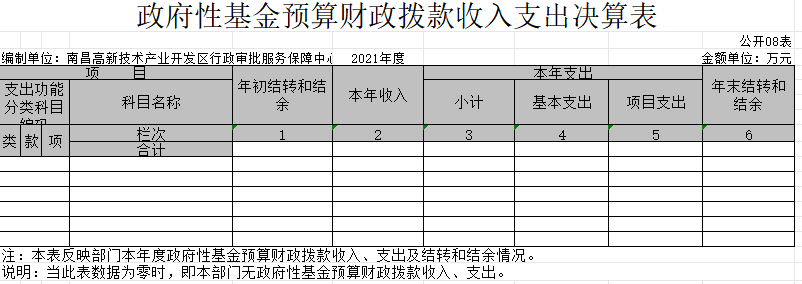 政府性基金预算财政拨款收入支出决算表
公开08表
编制单位：南昌高新技术产业开发区行政审批服务保障中心 2021年度 金额单位：万元
项 目 年初结转和结余 本年收入 本年支出 年末结转和结余
支出功能分类科目编码 科目名称 小计 基本支出 项目支出
类 款 项 栏次 1 2 3 4 5 6
合计
注：本表反映部门本年度政府性基金预算财政拨款收入、支出及结转和结余情况。
说明：当此表数据为零时，即本部门无政府性基金预算财政拨款收入、支出。